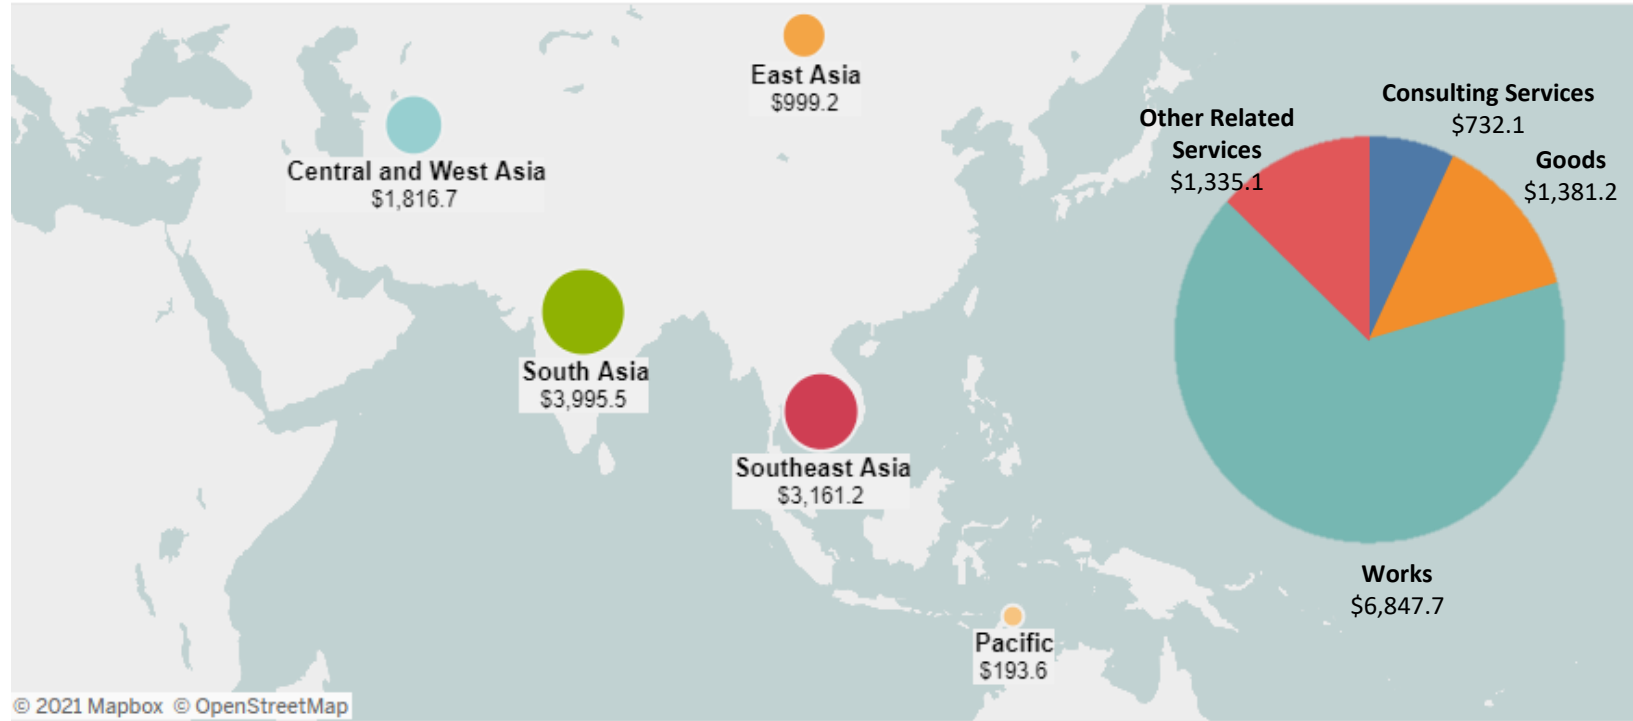 East Asia
$999.2
Central and West Asia
$1,816.7
South Asia
$3,995.5
Southeast Asia
$3,161.2
Pacific
$193.6
Consulting Services
$732.1
Other Related
Services
$1,335.1
Goods
$1,381.2
Works
$6,847.7
© 2021 Mapbox © OpenStreetMap